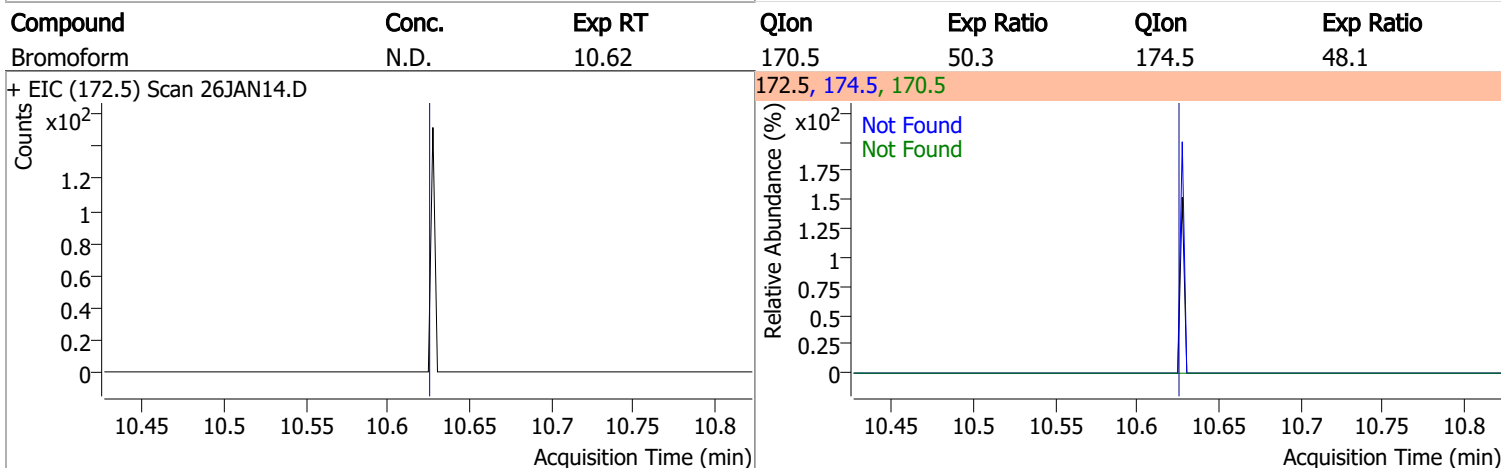 Compound Conc. Exp RT QIon Exp Ratio QIon Exp Ratio
Bromoform N.D. 10.62 170.5 50.3 174.5 48.1
+ EIC (172.5) Scan 26JAN14.D
Counts
x10²
1.2
1
0.8
0.6
0.4
0.2
0
10.45 10.5 10.55 10.6 10.65 10.7 10.75 10.8
Acquisition Time (min)
172.5, 174.5, 170.5
Relative Abundance (%)
x10²
Not Found
Not Found
1.75
1.5
1.25
1
0.75
0.5
0.25
0
10.45 10.5 10.55 10.6 10.65 10.7 10.75 10.8
Acquisition Time (min)